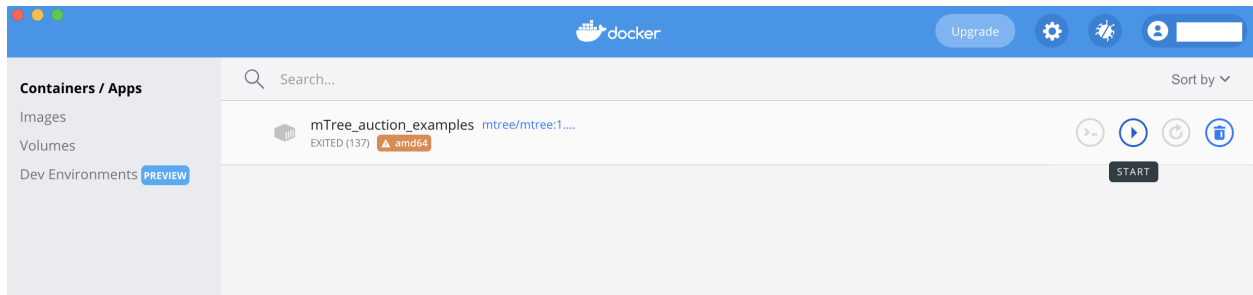 docker
Upgrade
Containers / Apps
Images
Volumes
Dev Environments PREVIEW
Search...
Sort by
mTree_auction_examples mtree/mtree:1....
EXITED (137) amd64
START